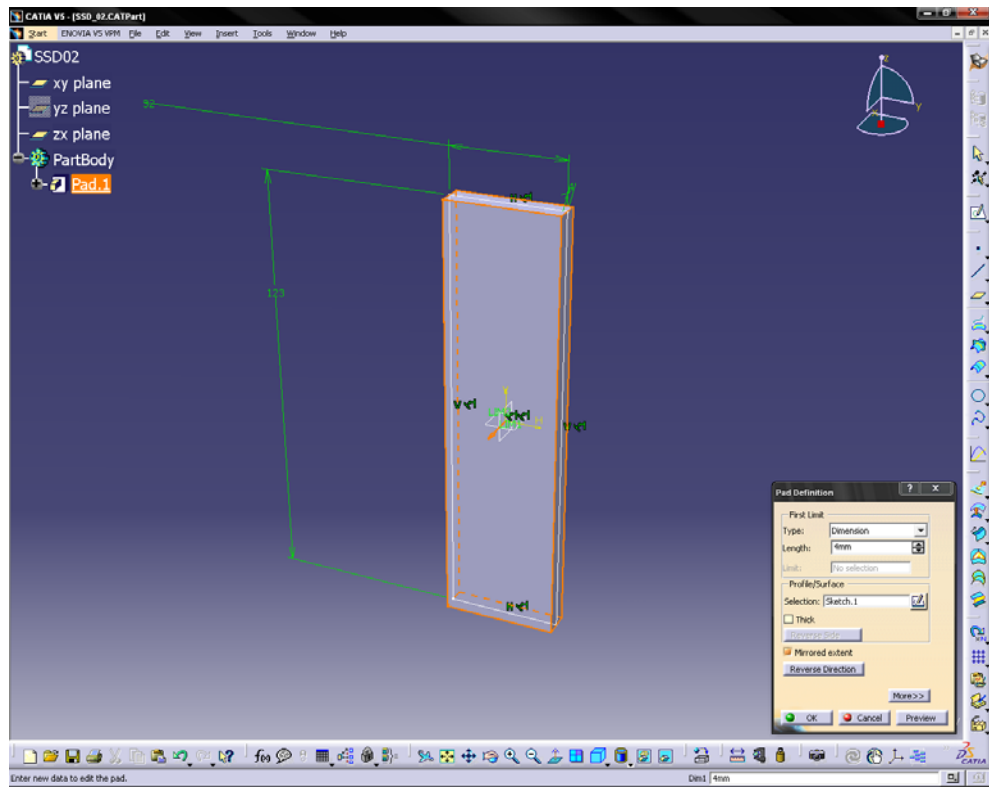 CATIA V5 - [SSD_02.CATPart]
Start ENOVIA V5 VPM File Edit View Insert Tools Window Help
SSD02
xy plane
yz plane
zx plane
PartBody
Pad.1
z
y
x
92
123
V
H
Pad Definition
? X
First Limit
Type: Dimension
Length: 4mm
Limit: No selection
Profile/Surface
Selection: Sketch.1
Thick
Reverse Side
Mirrored extent
Reverse Direction
More>>
OK Cancel Preview
CATIA
Enter new data to edit the pad.
Dim1 4mm